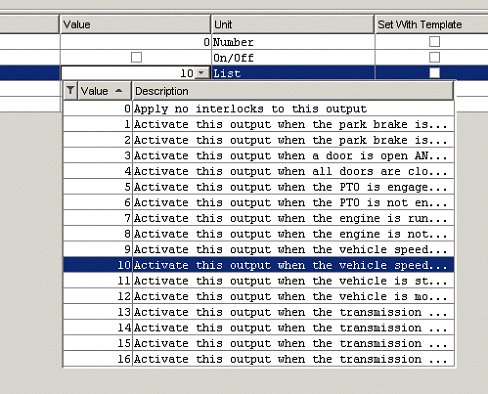 Value Unit Set With Template
0 Number
On/Off
10 List
Value Description
0 Apply no interlocks to this output
1 Activate this output when the park brake is...
2 Activate this output when the park brake is...
3 Activate this output when a door is open AN...
4 Activate this output when all doors are clo...
5 Activate this output when the PTO is engage...
6 Activate this output when the PTO is not en...
7 Activate this output when the engine is run...
8 Activate this output when the engine is not...
9 Activate this output when the vehicle speed...
10 Activate this output when the vehicle speed...
11 Activate this output when the vehicle is st...
12 Activate this output when the vehicle is mo...
13 Activate this output when the transmission ...
14 Activate this output when the transmission ...
15 Activate this output when the transmission ...
16 Activate this output when the transmission ...